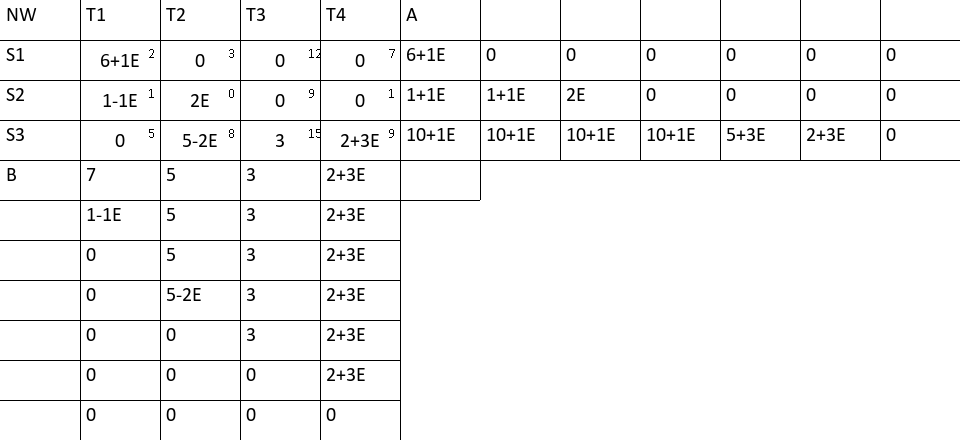 NW T1 T2 T3 T4 A
S1 6+1E 2 0 3 0 12 0 7 6+1E 0 0 0 0 0 0
S2 1-1E 1 2E 0 0 9 0 1 1+1E 1+1E 2E 0 0 0 0
S3 0 5 5-2E 8 3 15 2+3E 9 10+1E 10+1E 10+1E 10+1E 5+3E 2+3E 0
B 7 5 3 2+3E
1-1E 5 3 2+3E
0 5 3 2+3E
0 5-2E 3 2+3E
0 0 3 2+3E
0 0 0 2+3E
0 0 0 0